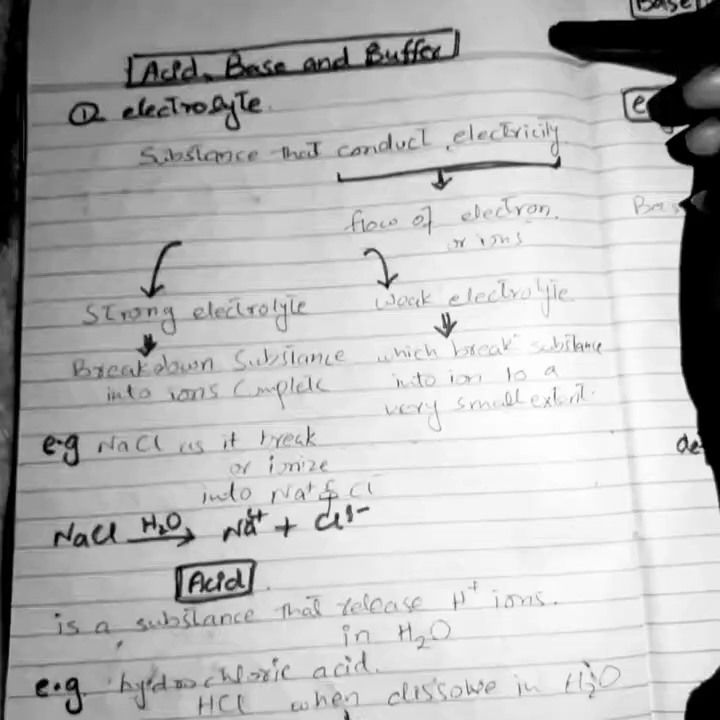 Base
Acid, Base and Buffer
① electrolyte.
Substance that conduct electricity
flow of electron
or ions
Strong electrolyte
Weak electrolyte
Breakdown Substance
into ions Complete
which break substance
into ion to a
very small extent.
e.g NaCl as it break
or ionize
into Na⁺ & Cl
NaCl H₂O → Na⁺ + Cl⁻
Acid
is a substance that release H⁺ ions.
in H₂O
e.g. hydrochloric acid.
HCl when dissolve in H₂O